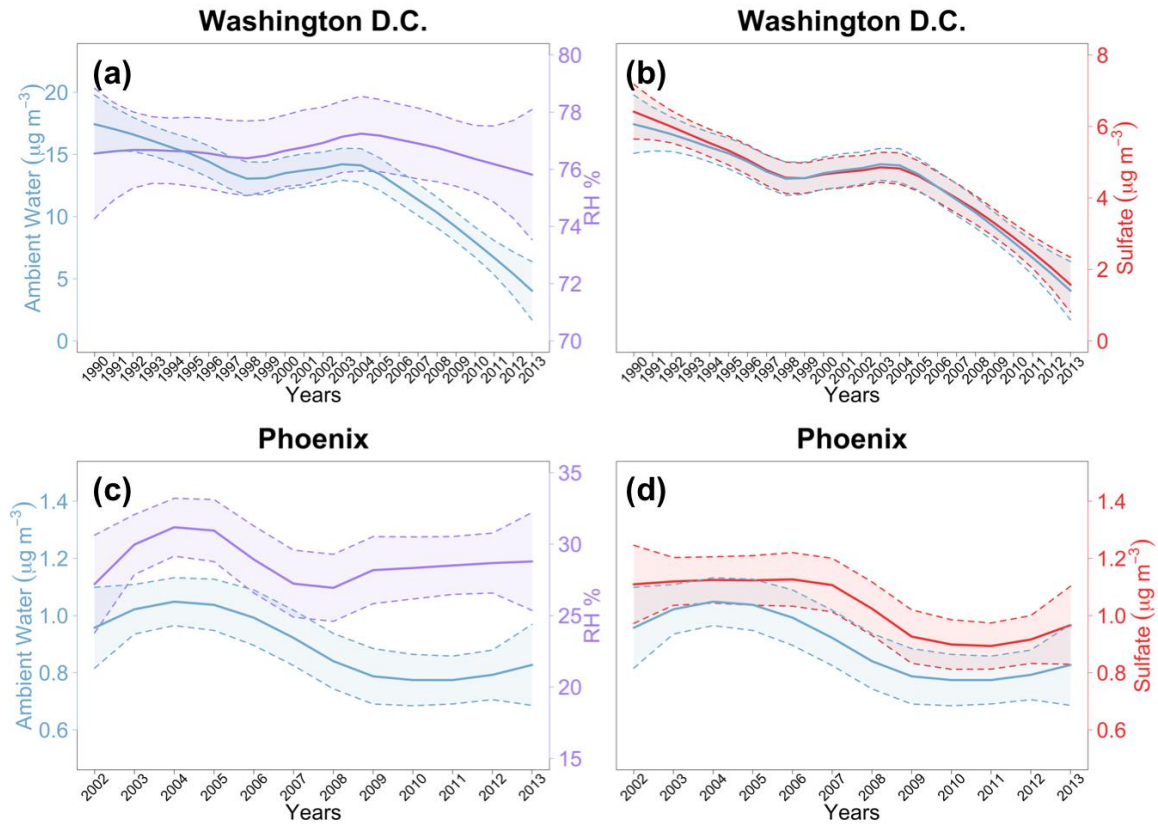 Washington D.C.
Washington D.C.
(a)
Ambient Water (μg m−3)
20
15
10
5
0
80
78
76
74
72
70
RH %
1990 1991 1992 1993 1994 1995 1996 1997 1998 1999 2000 2001 2002 2003 2004 2005 2006 2007 2008 2009 2010 2011 2012 2013
Years
(b)
8
6
4
2
0
Sulfate (μg m−3)
1990 1991 1992 1993 1994 1995 1996 1997 1998 1999 2000 2001 2002 2003 2004 2005 2006 2007 2008 2009 2010 2011 2012 2013
Years
Phoenix
Phoenix
(c)
Ambient Water (μg m−3)
1.4
1.2
1.0
0.8
0.6
35
30
25
20
15
RH %
2002 2003 2004 2005 2006 2007 2008 2009 2010 2011 2012 2013
Years
(d)
1.4
1.2
1.0
0.8
0.6
Sulfate (μg m−3)
2002 2003 2004 2005 2006 2007 2008 2009 2010 2011 2012 2013
Years